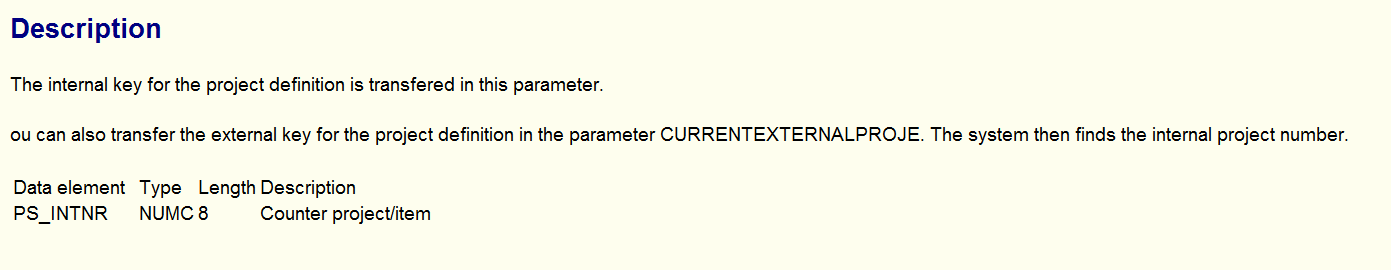 Description
The internal key for the project definition is transfered in this parameter.
ou can also transfer the external key for the project definition in the parameter CURRENTEXTERNALPROJE. The system then finds the internal project number.
Data element Type Length Description
PS_INTNR NUMC 8 Counter project/item